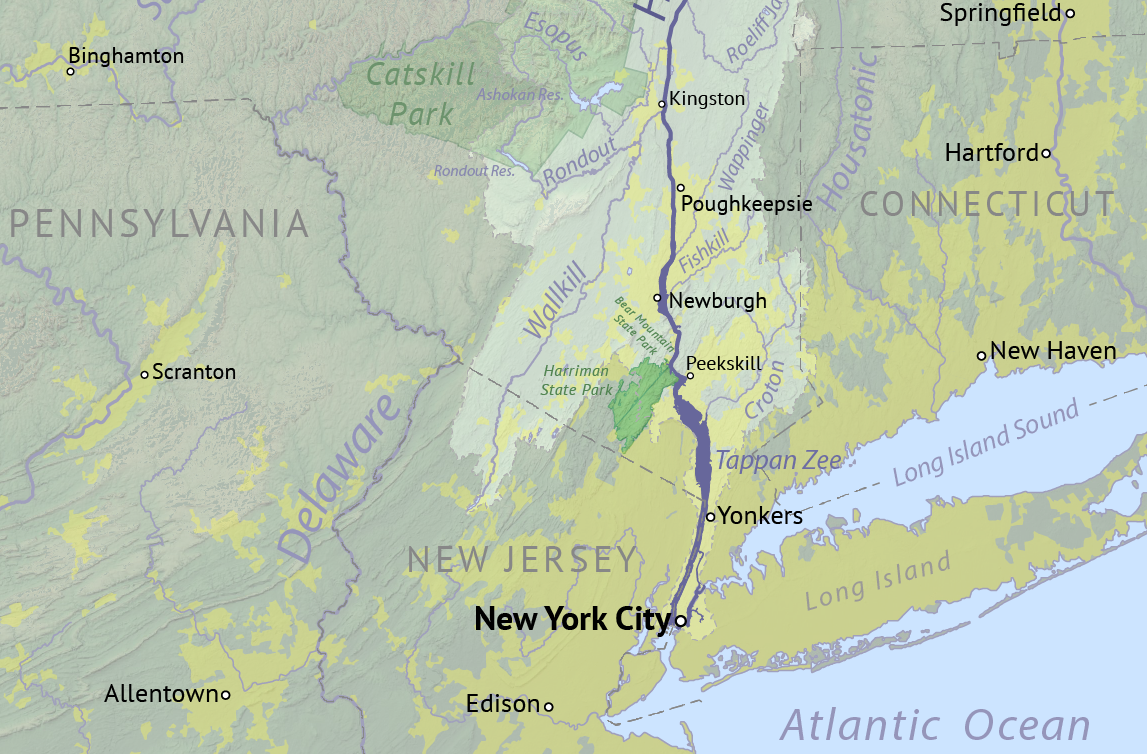 Springfield
Esopus
Binghamton
Catskill
Park
Ashokan Res.
Kingston
Housatonic
Hartford
Rondout Res.
Rondout
Wappinger
Poughkeepsie
CONNECTICUT
PENNSYLVANIA
Fishkill
Wallkill
Newburgh
Bear Mountain
State Park
New Haven
Scranton
Harriman
State Park
Peekskill
Croton
Delaware
Long Island Sound
Tappan Zee
Yonkers
NEW JERSEY
Long Island
New York City
Allentown
Edison
Atlantic Ocean